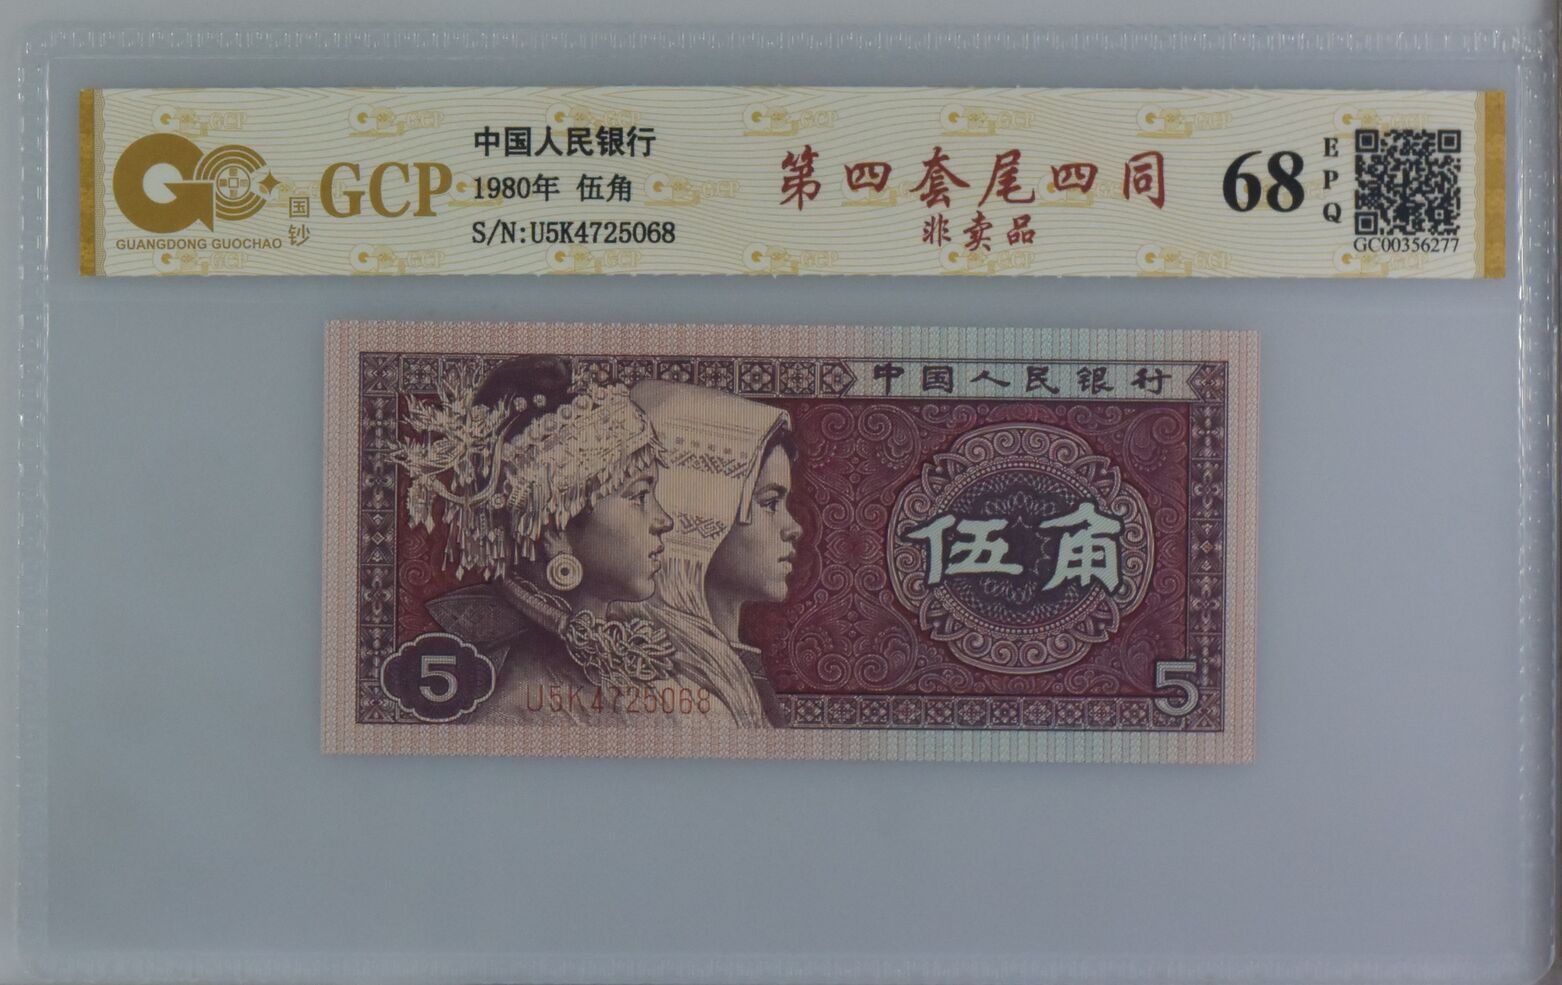 GUANGDONG GUOCHAO
国钞
GCP
中国人民银行
1980年 伍角
S/N:U5K4725068
第四套尾四同
非卖品
68
EPQ
GC00356277
中国人民银行
伍角
5
U5K4725068
5